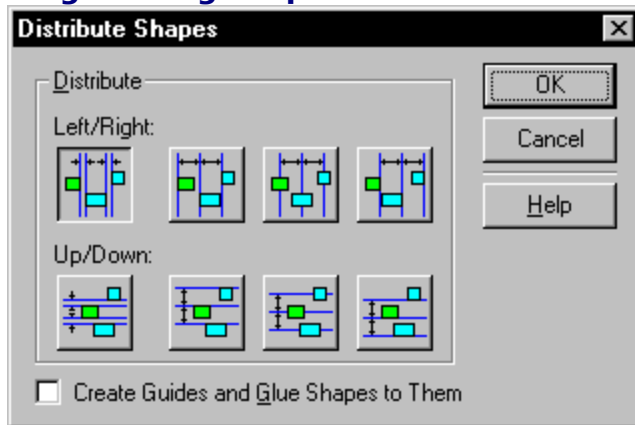 Distribute Shapes
Distribute
OK
Left/Right:
Cancel
Help
Up/Down:
Create Guides and Glue Shapes to Them